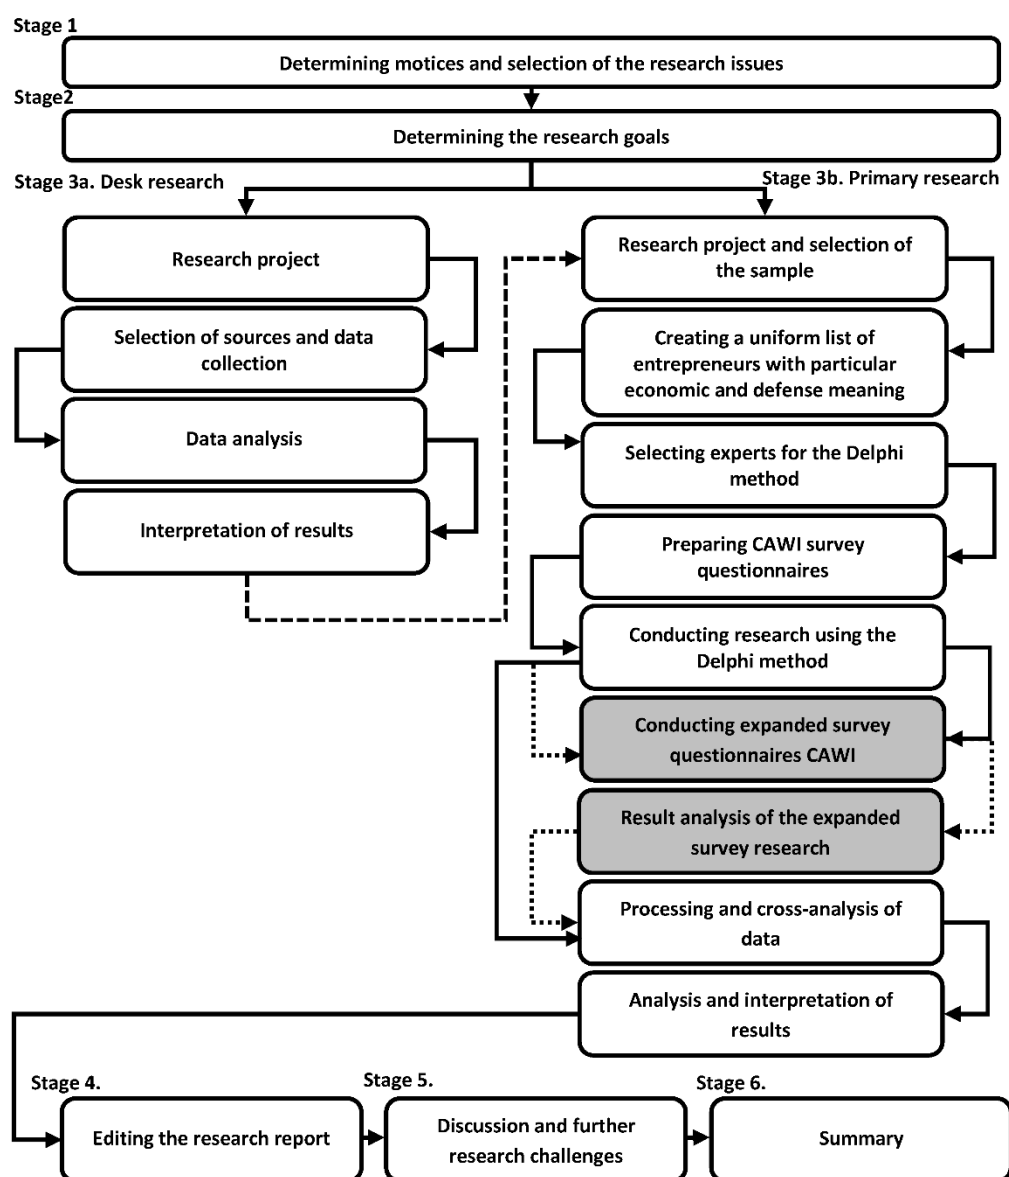 Stage 1
Determining motices and selection of the research issues
Stage2
Determining the research goals
Stage 3a. Desk research
Stage 3b. Primary research
Research project
Selection of sources and data
collection
Data analysis
Interpretation of results
Research project and selection of
the sample
Creating a uniform list of
entrepreneurs with particular
economic and defense meaning
Selecting experts for the Delphi
method
Preparing CAWI survey
questionnaires
Conducting research using the
Delphi method
Conducting expanded survey
questionnaires CAWI
Result analysis of the expanded
survey research
Processing and cross-analysis of
data
Analysis and interpretation of
results
Stage 4.
Editing the research report
Stage 5.
Discussion and further
research challenges
Stage 6.
Summary